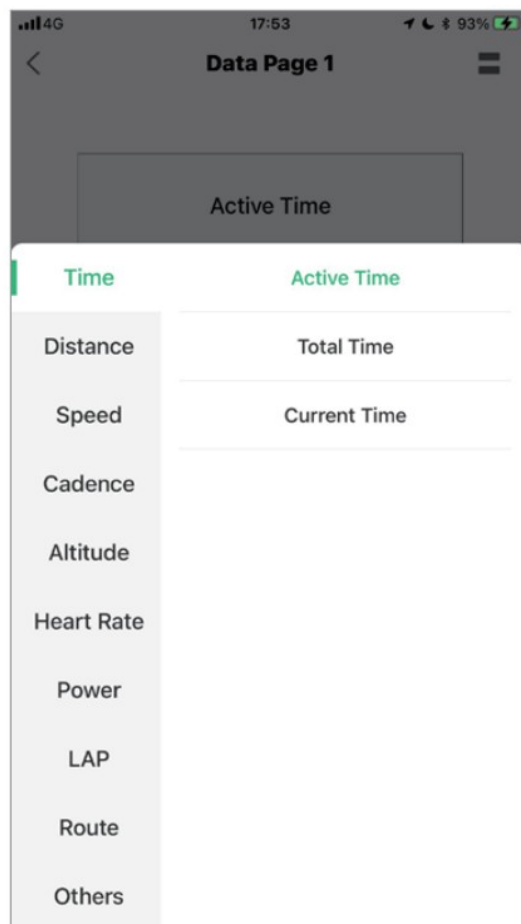 4G 17:53 93%
Data Page 1
Active Time
Time Active Time
Distance Total Time
Speed Current Time
Cadence
Altitude
Heart Rate
Power
LAP
Route
Others